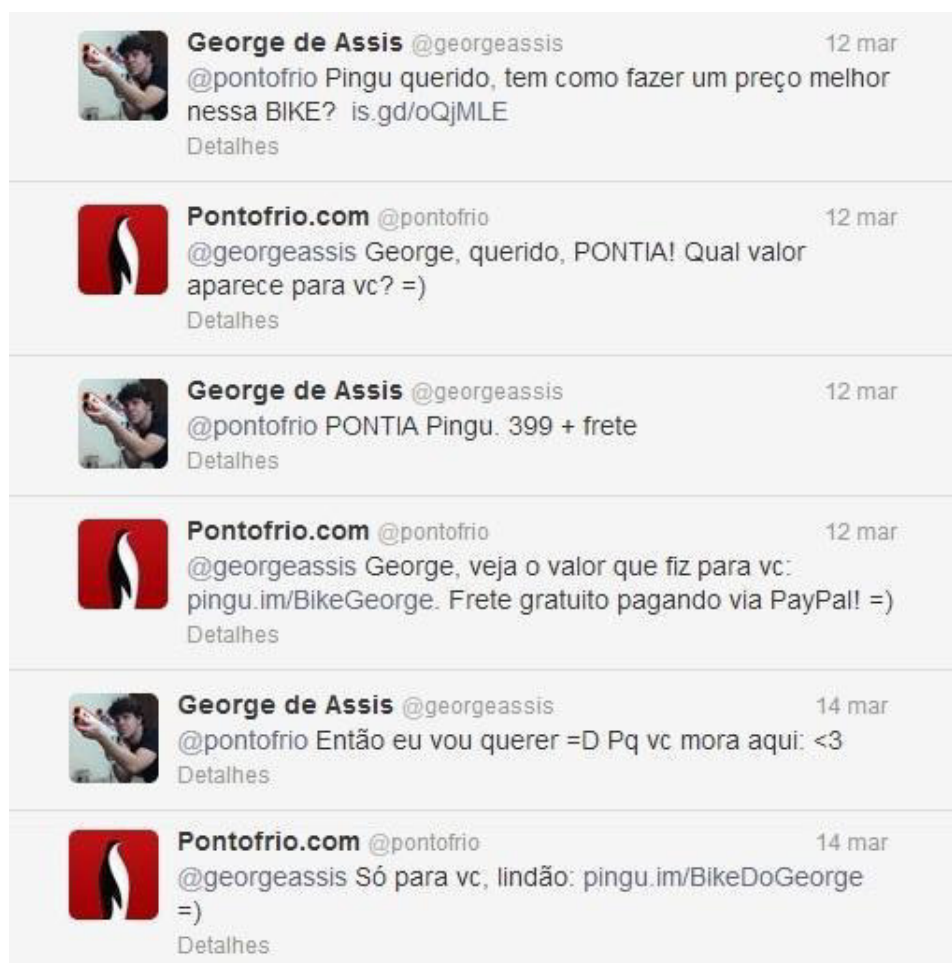 George de Assis @georgeassis 12 mar
@pontofrio Pingu querido, tem como fazer um preço melhor
nessa BIKE? is.gd/oQjMLE
Detalhes
Pontofrio.com @pontofrio 12 mar
@georgeassis George, querido, PONTIA! Qual valor
aparece para vc? =)
Detalhes
George de Assis @georgeassis 12 mar
@pontofrio PONTIA Pingu. 399 + frete
Detalhes
Pontofrio.com @pontofrio 12 mar
@georgeassis George, veja o valor que fiz para vc:
pingu.im/BikeGeorge. Frete gratuito pagando via PayPal! =)
Detalhes
George de Assis @georgeassis 14 mar
@pontofrio Então eu vou querer =D Pq vc mora aqui: <3
Detalhes
Pontofrio.com @pontofrio 14 mar
@georgeassis Só para vc, lindão: pingu.im/BikeDoGeorge
=)
Detalhes